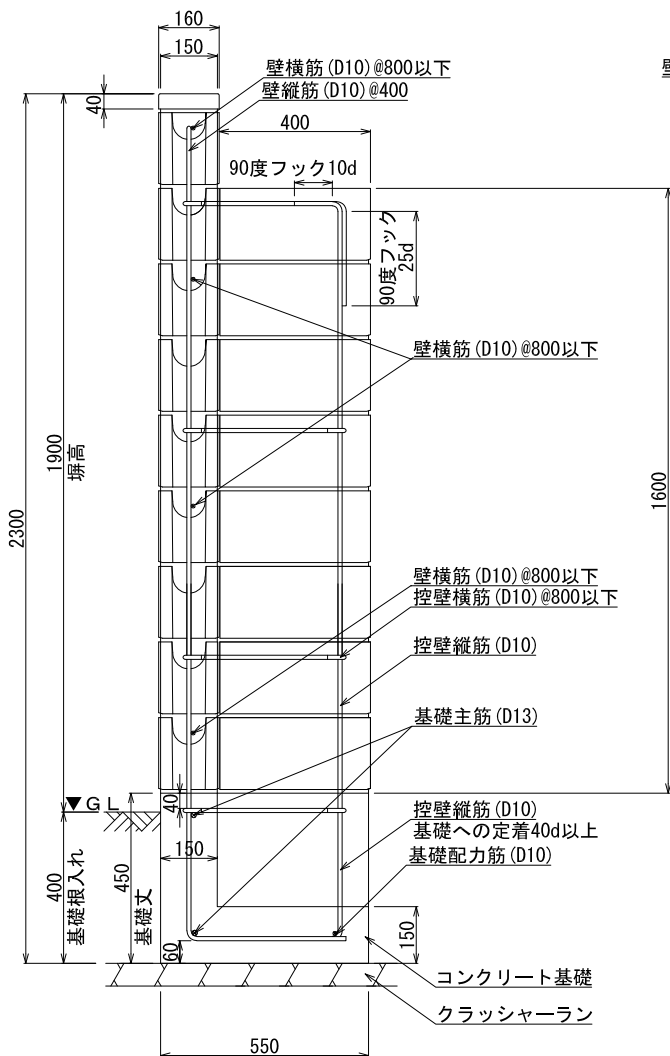 160
150
壁横筋(D10)@800以下
壁縦筋(D10)@400
40
400
90度フック10d
90度フック
25d
壁横筋(D10)@800以下
1900
塀高
2300
1600
壁横筋(D10)@800以下
控壁横筋(D10)@800以下
控壁縦筋(D10)
基礎主筋(D13)
▼GL
40
150
控壁縦筋(D10)
基礎への定着40d以上
基礎配力筋(D10)
400
基礎根入れ
450
基礎丈
60
150
コンクリート基礎
クラッシャーラン
550